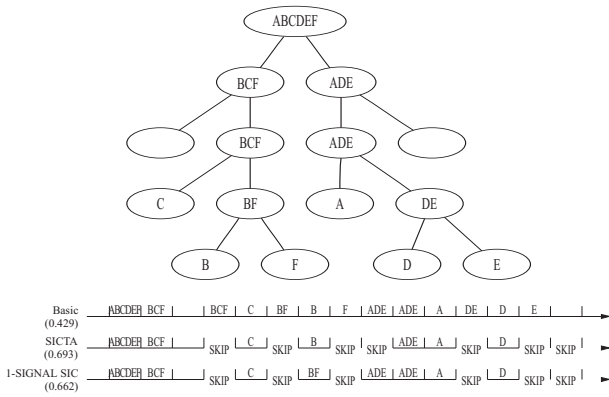 ABCDEF
BCF ADE
BCF ADE
C BF A DE
B F D E
Basic ABCDEF BCF BCF C BF B F ADE ADE A DE D E
(0.429)
SICTA ABCDEF BCF SKIP C SKIP B SKIP SKIP ADE A SKIP D SKIP SKIP
(0.693)
1-SIGNAL SIC ABCDEF BCF SKIP C BF SKIP ADE ADE A SKIP D SKIP SKIP
(0.662)